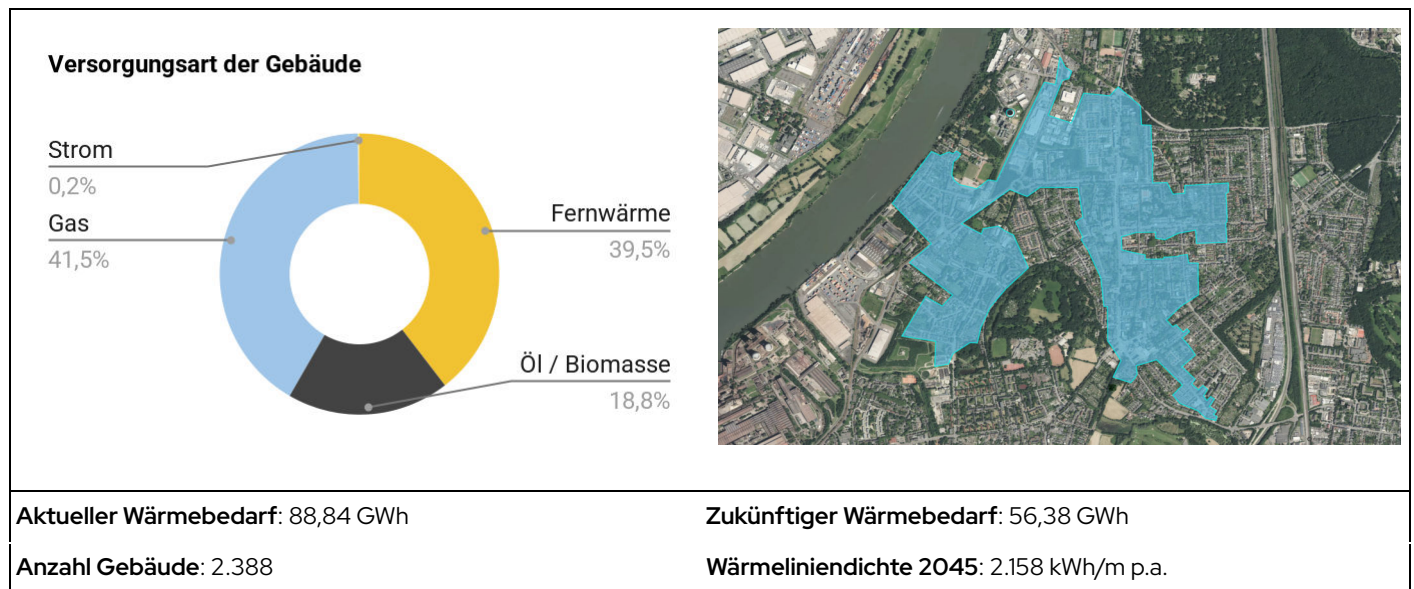 Versorgungsart der Gebäude
Strom
0,2%
Gas
41,5%
Fernwärme
39,5%
Öl / Biomasse
18,8%
Aktueller Wärmebedarf: 88,84 GWh
Zukünftiger Wärmebedarf: 56,38 GWh
Anzahl Gebäude: 2.388
Wärmeliniendichte 2045: 2.158 kWh/m p.a.